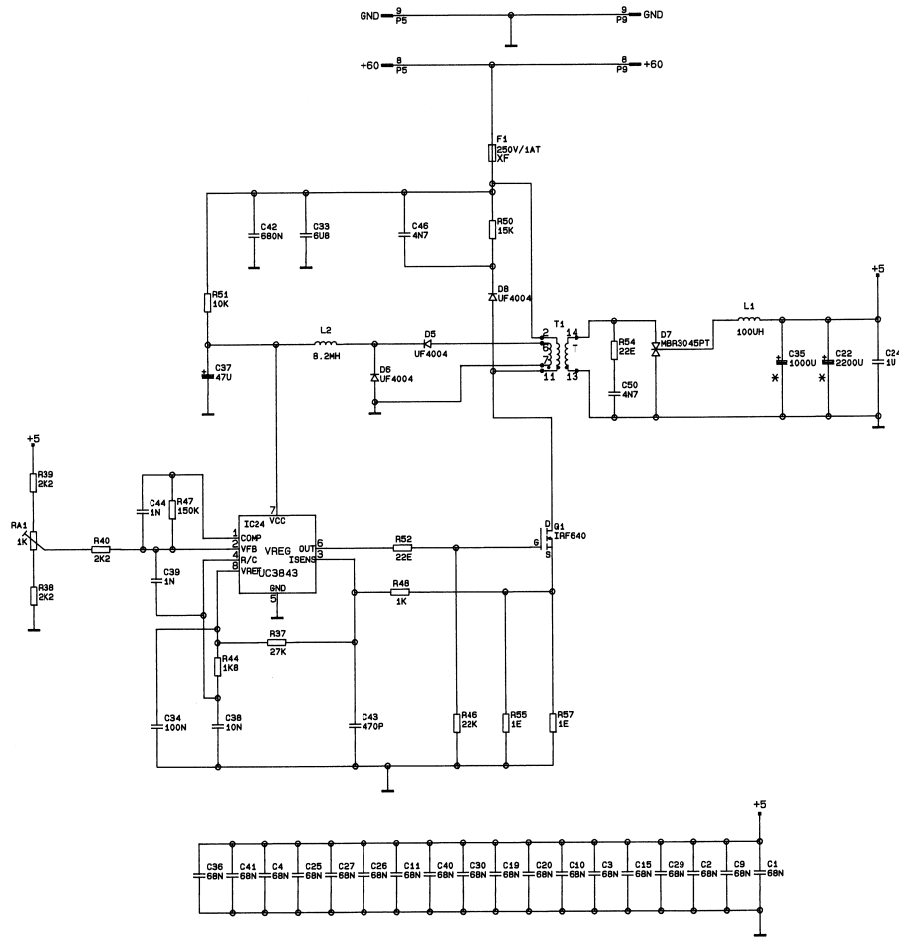 GND 9 P5 9 P9 GND
+60 8 P5 8 P9 +60
F1
250V/1AT
XF
C42
680N
C33
6U8
C46
4N7
R50
15K
R51
10K
D8
UF4004
L2
8.2MH
D5
UF4004
D6
UF4004
C37
47U
+
T1
2
6
7
11
14
13
T
R54
22E
C50
4N7
D7
MBR3045PT
L1
100UH
+5
C35
1000U
+
*
C22
2200U
+
*
C24
1U
+5
R39
2K2
RA1
1K
R38
2K2
R40
2K2
C44
1N
R47
150K
C39
1N
IC24
7
VCC
1 COMP
2 VFB
4 R/C
8 VREF
VREG
UC3843
OUT 6
ISENS 3
GND
5
R52
22E
Q1
IRF640
D
G
S
R48
1K
R37
27K
R44
1K8
C34
100N
C38
10N
C43
470P
R46
22K
R55
1E
R57
1E
+5
C36 68N
C41 68N
C4 68N
C25 68N
C27 68N
C26 68N
C11 68N
C40 68N
C30 68N
C19 68N
C20 68N
C10 68N
C3 68N
C15 68N
C29 68N
C2 68N
C9 68N
C1 68N